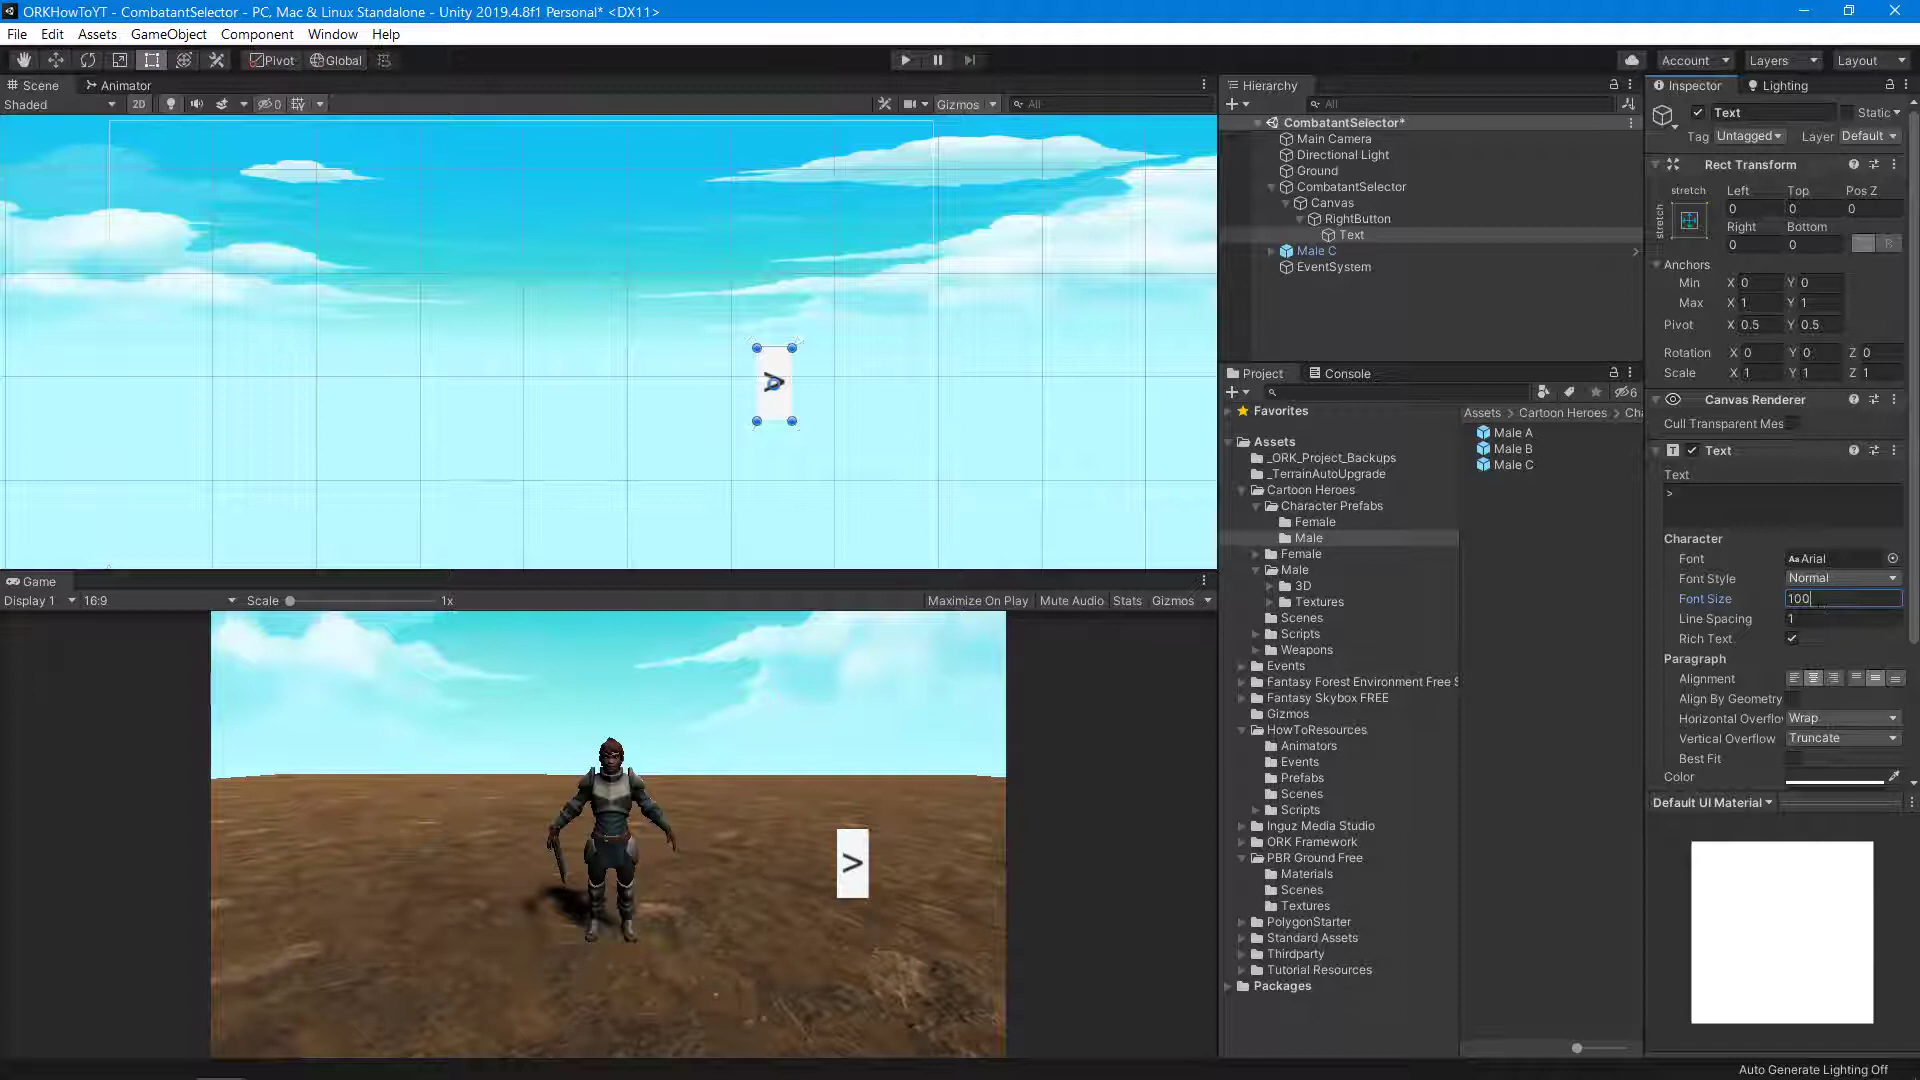 ORKHowToYT - CombatantSelector - PC, Mac & Linux Standalone - Unity 2019.4.8f1 Personal* <DX11>
File Edit Assets GameObject Component Window Help
Pivot Global Account Layers Layout
Scene Animator
Shaded 2D 0 Gizmos All
Hierarchy
All
CombatantSelector*
Main Camera
Directional Light
Ground
CombatantSelector
Canvas
RightButton
Text
Male C
EventSystem
>
Game
Display 1 16:9 Scale 1x Maximize On Play Mute Audio Stats Gizmos
>
Project Console
6
Favorites
Assets
_ORK_Project_Backups
_TerrainAutoUpgrade
Cartoon Heroes
Character Prefabs
Female
Male
Female
Male
3D
Textures
Scenes
Scripts
Weapons
Events
Fantasy Forest Environment Free S
Fantasy Skybox FREE
Gizmos
HowToResources
Animators
Events
Prefabs
Scenes
Scripts
Inguz Media Studio
ORK Framework
PBR Ground Free
Materials
Scenes
Textures
PolygonStarter
Standard Assets
Thirdparty
Tutorial Resources
Packages
Assets > Cartoon Heroes > Cha
Male A
Male B
Male C
Inspector Lighting
Text Static
Tag Untagged Layer Default
Rect Transform
stretch Left Top Pos Z
stretch 0 0 0
Right Bottom
0 0 R
Anchors
Min X 0 Y 0
Max X 1 Y 1
Pivot X 0.5 Y 0.5
Rotation X 0 Y 0 Z 0
Scale X 1 Y 1 Z 1
Canvas Renderer
Cull Transparent Mes
Text
Text
>
Character
Font Arial
Font Style Normal
Font Size 100
Line Spacing 1
Rich Text
Paragraph
Alignment
Align By Geometry
Horizontal Overflo Wrap
Vertical Overflow Truncate
Best Fit
Color
Default UI Material
Auto Generate Lighting Off